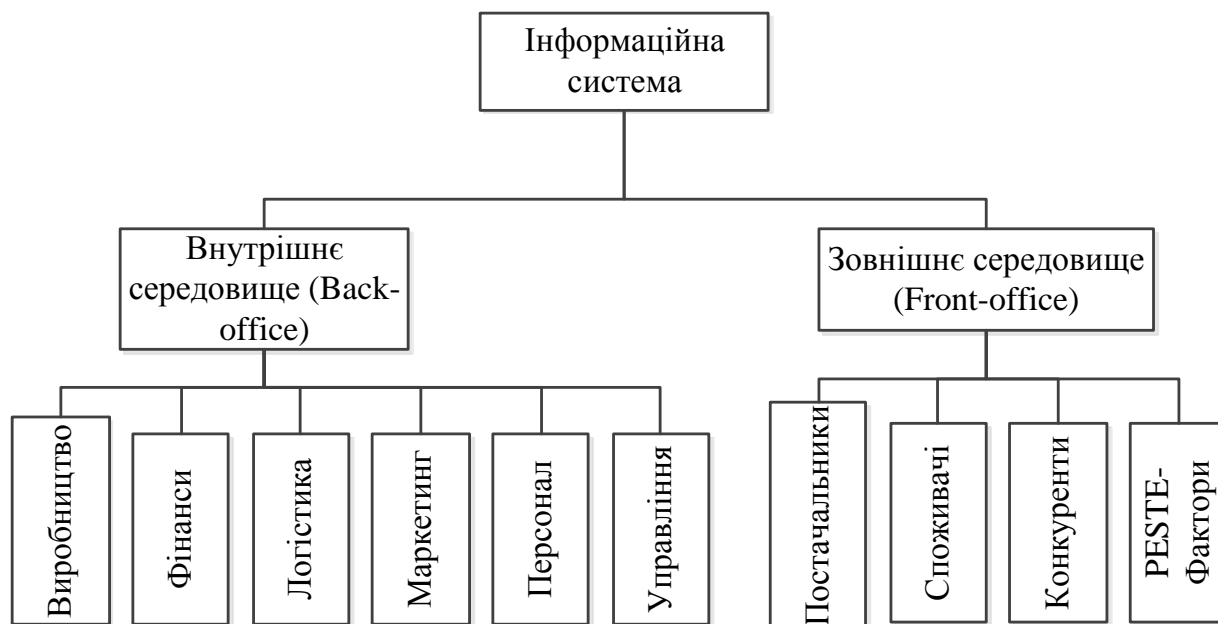 Інформаційна
система
Внутрішнє
середовище (Back-
office)
Зовнішнє середовище
(Front-office)
Виробництво
Фінанси
Логістика
Маркетинг
Персонал
Управління
Постачальники
Споживачі
Конкуренти
PESTE-
Фактори